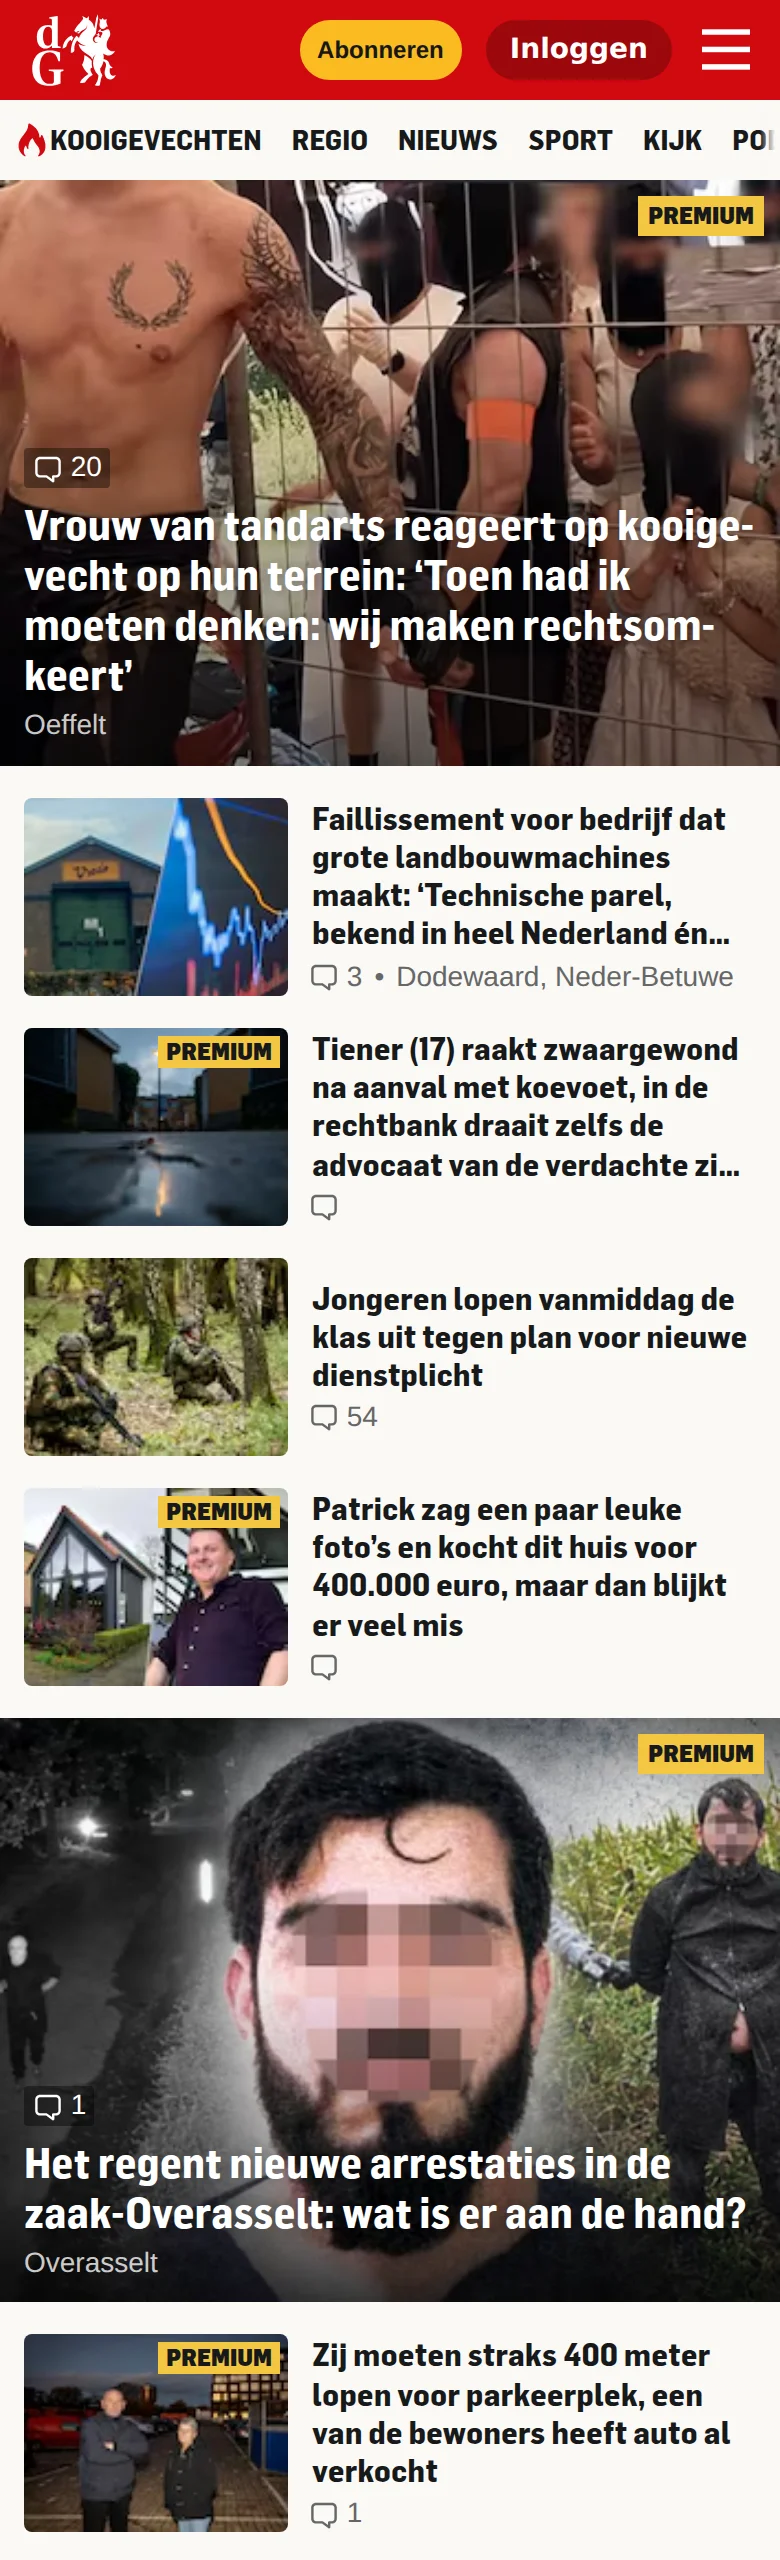 dG
Abonneren
Inloggen
KOOIGEVECHTEN REGIO NIEUWS SPORT KIJK
PREMIUM
20
Vrouw van tandarts reageert op kooige-
vecht op hun terrein: ‘Toen had ik
moeten denken: wij maken rechtsom-
keert’
Oeffelt
Faillissement voor bedrijf dat
grote landbouwmachines
maakt: ‘Technische parel,
bekend in heel Nederland én...
3 • Dodewaard, Neder-Betuwe
PREMIUM
Tiener (17) raakt zwaargewond
na aanval met koevoet, in de
rechtbank draait zelfs de
advocaat van de verdachte zi...
Jongeren lopen vanmiddag de
klas uit tegen plan voor nieuwe
dienstplicht
54
PREMIUM
Patrick zag een paar leuke
foto’s en kocht dit huis voor
400.000 euro, maar dan blijkt
er veel mis
PREMIUM
1
Het regent nieuwe arrestaties in de
zaak-Overasselt: wat is er aan de hand?
Overasselt
PREMIUM
Zij moeten straks 400 meter
lopen voor parkeerplek, een
van de bewoners heeft auto al
verkocht
1